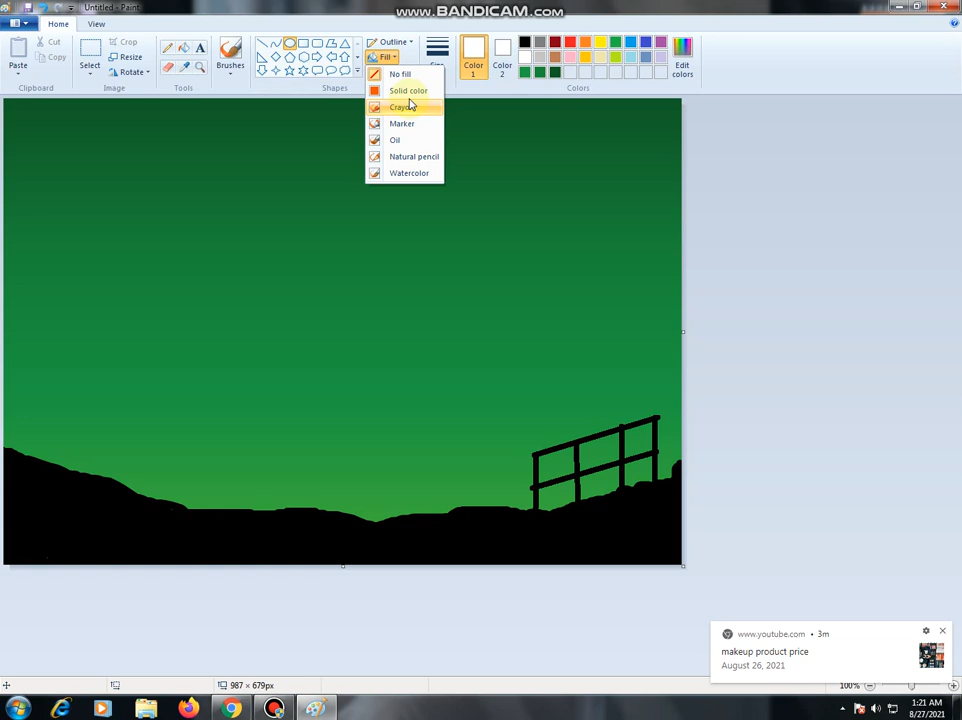 Untitled - Paint
www.BANDICAM.com
Home
View
Paste
Cut
Copy
Clipboard
Select
Crop
Resize
Rotate
Image
A
Tools
Brushes
Shapes
Outline
Fill
No fill
Solid color
Crayon
Marker
Oil
Natural pencil
Watercolor
Size
Color 1
Color 2
Edit colors
Colors
www.youtube.com • 3m
makeup product price
August 26, 2021
987 × 679px
100%
1:21 AM
8/27/2021